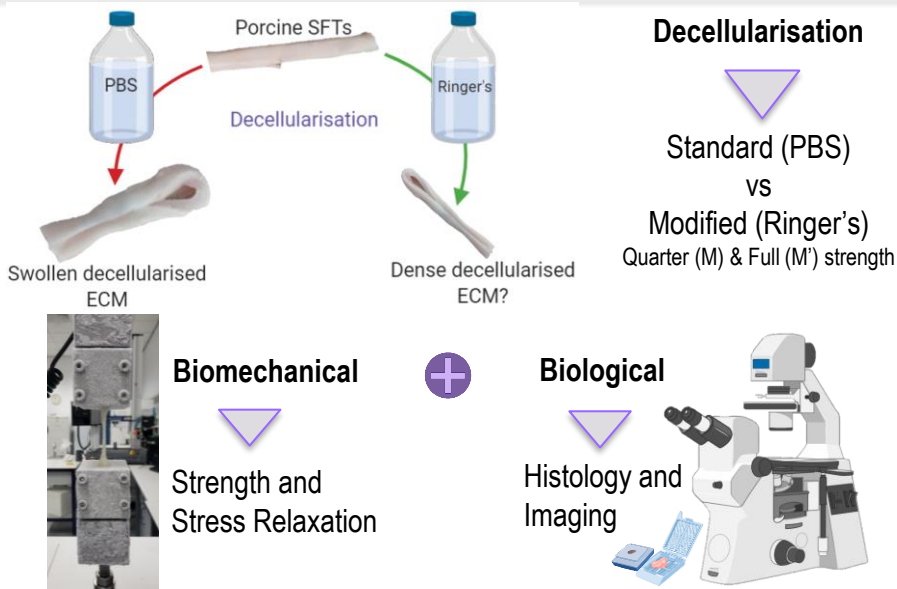 Porcine SFTs
PBS
Ringer's
Decellularisation
Swollen decellularised
ECM
Dense decellularised
ECM?
Decellularisation
Standard (PBS)
vs
Modified (Ringer's)
Quarter (M) & Full (M') strength
Biomechanical
Strength and
Stress Relaxation
Biological
Histology and
Imaging